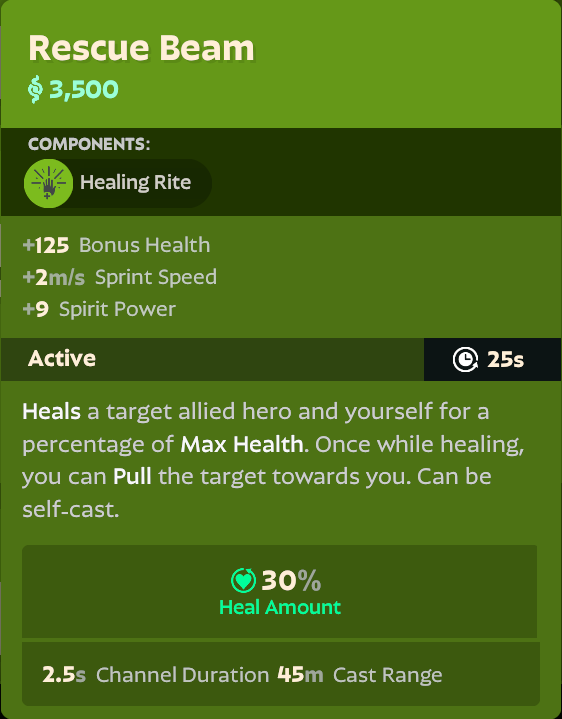 Rescue Beam
3,500
COMPONENTS:
Healing Rite
+125 Bonus Health
+2m/s Sprint Speed
+9 Spirit Power
Active 25s
Heals a target allied hero and yourself for a
percentage of Max Health. Once while healing,
you can Pull the target towards you. Can be
self-cast.
30%
Heal Amount
2.5s Channel Duration 45m Cast Range